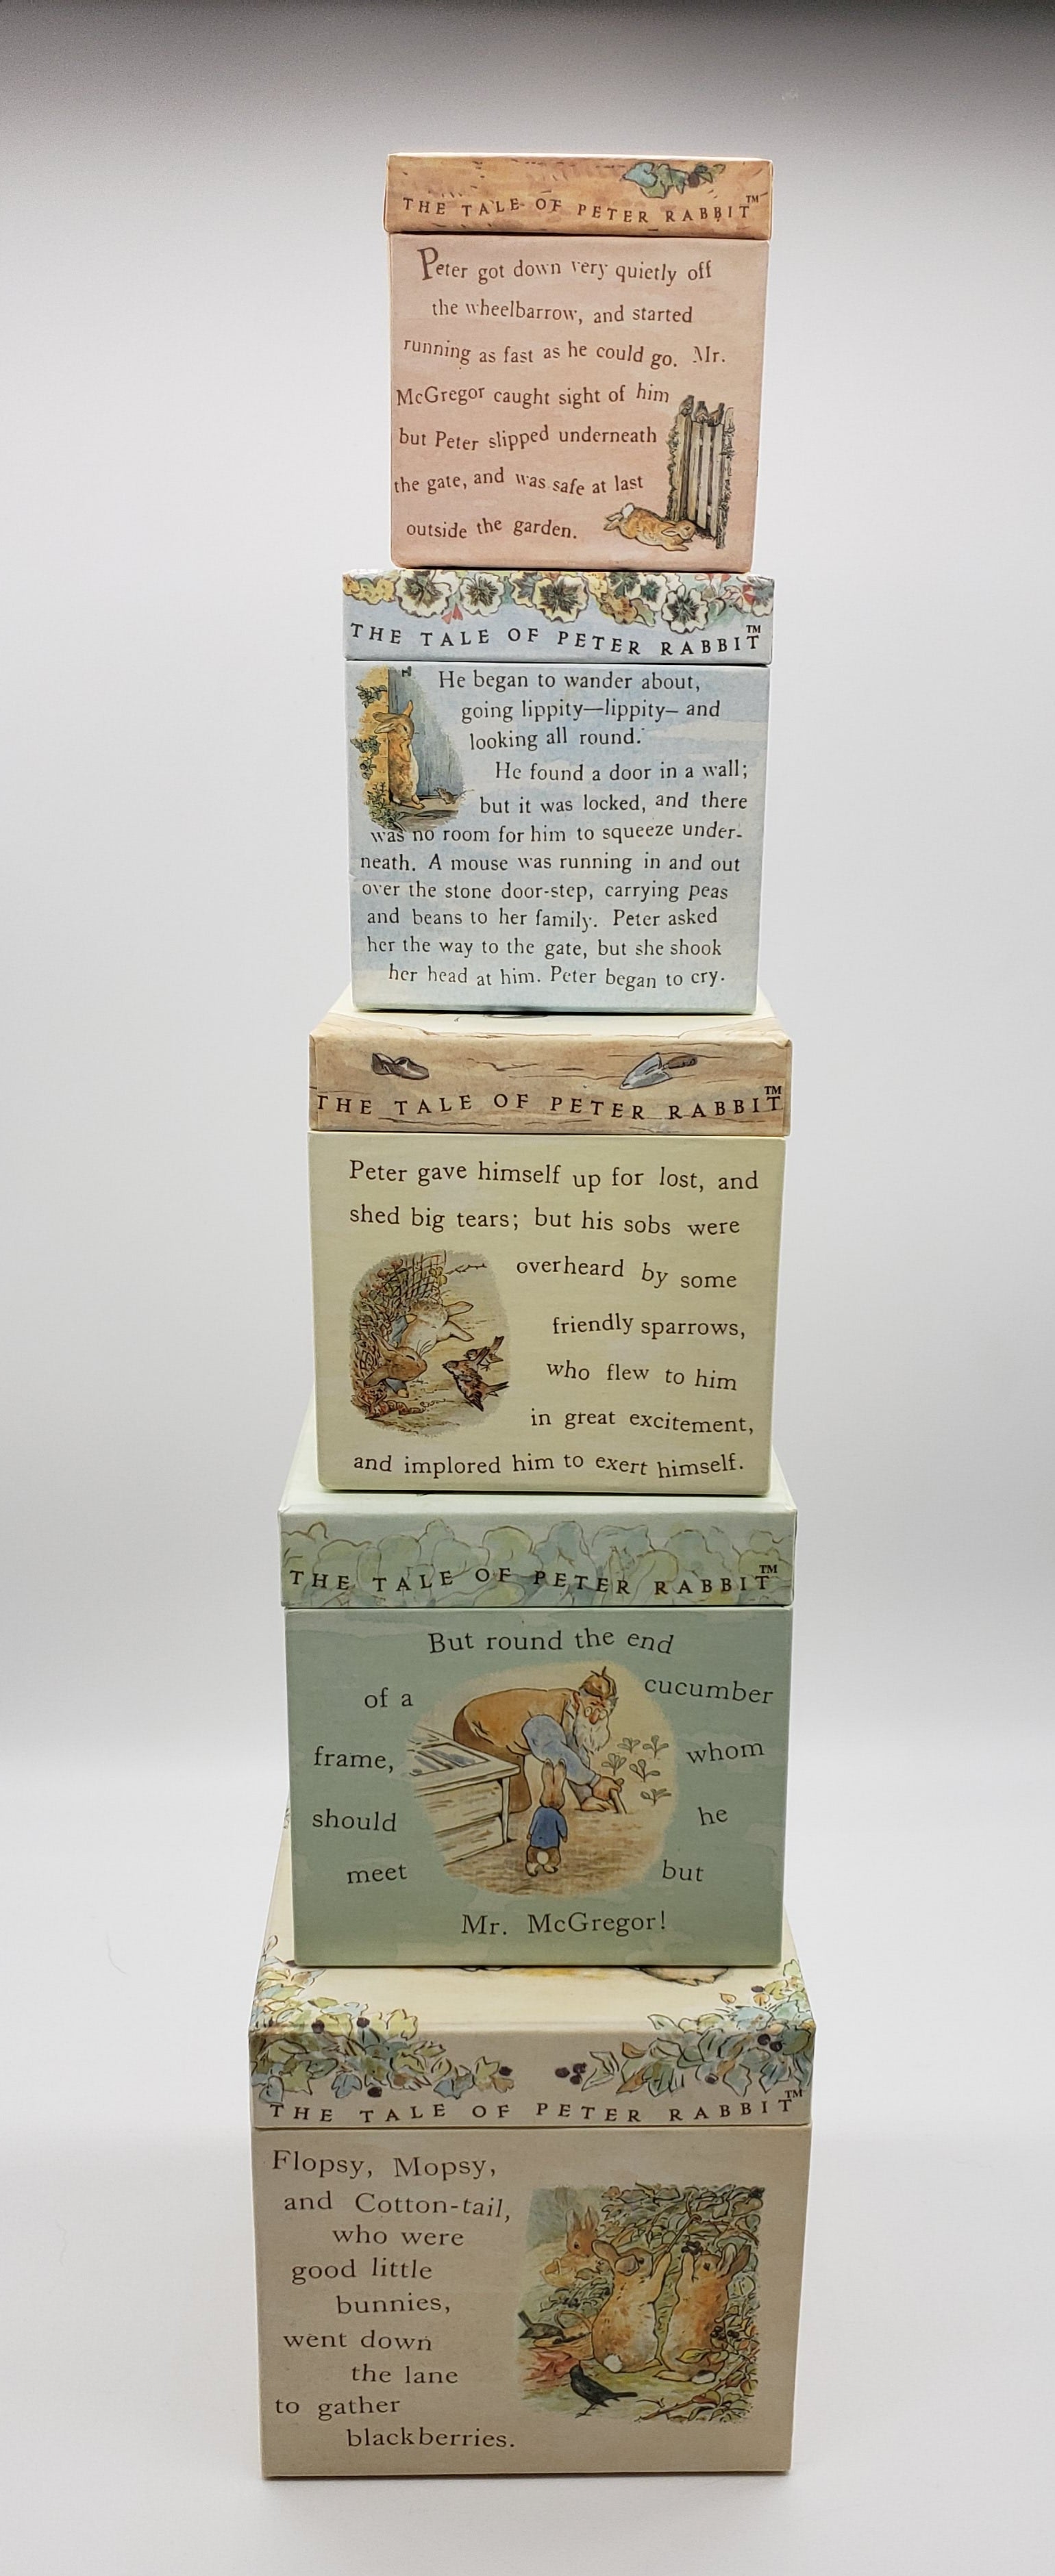 THE TALE OF PETER RABBIT™
Peter got down very quietly off
the wheelbarrow, and started
running as fast as he could go. Mr.
McGregor caught sight of him
but Peter slipped underneath
the gate, and was safe at last
outside the garden.
THE TALE OF PETER RABBIT™
He began to wander about,
going lippity—lippity— and
looking all round.
He found a door in a wall;
but it was locked, and there
was no room for him to squeeze under-
neath. A mouse was running in and out
over the stone door-step, carrying peas
and beans to her family. Peter asked
her the way to the gate, but she shook
her head at him. Peter began to cry.
THE TALE OF PETER RABBIT™
Peter gave himself up for lost, and
shed big tears; but his sobs were
overheard by some
friendly sparrows,
who flew to him
in great excitement,
and implored him to exert himself.
THE TALE OF PETER RABBIT™
But round the end
of a cucumber
frame, whom
should he
meet but
Mr. McGregor!
THE TALE OF PETER RABBIT™
Flopsy, Mopsy,
and Cotton-tail,
who were
good little
bunnies,
went down
the lane
to gather
blackberries.